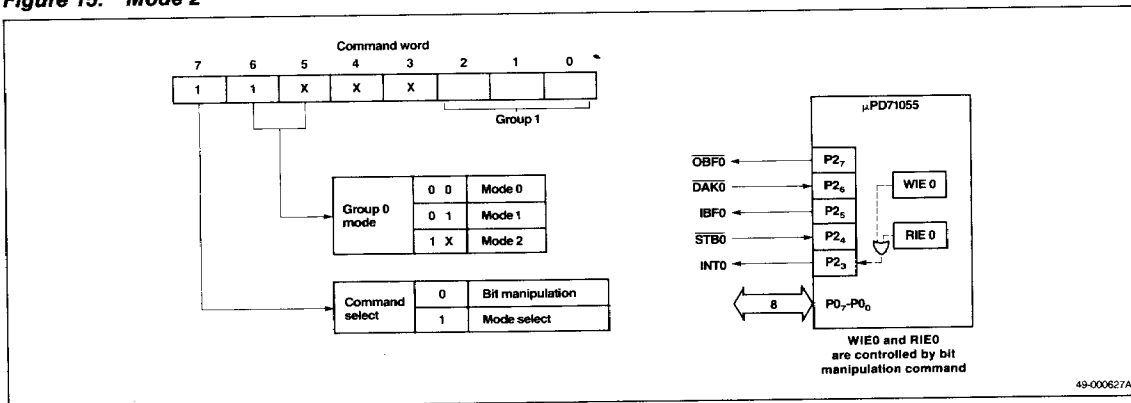 Figure 15. Mode 2
Command word
7 6 5 4 3 2 1 0
1 1 X X X
Group 1
Group 0 mode
0 0 Mode 0
0 1 Mode 1
1 X Mode 2
Command select
0 Bit manipulation
1 Mode select
μPD71055
OBF0 P2₇
DAK0 P2₆ WIE 0
IBF0 P2₅
STB0 P2₄ RIE 0
INT0 P2₃
8 P0₇-P0₀
WIE0 and RIE0
are controlled by bit
manipulation command
49-000627A